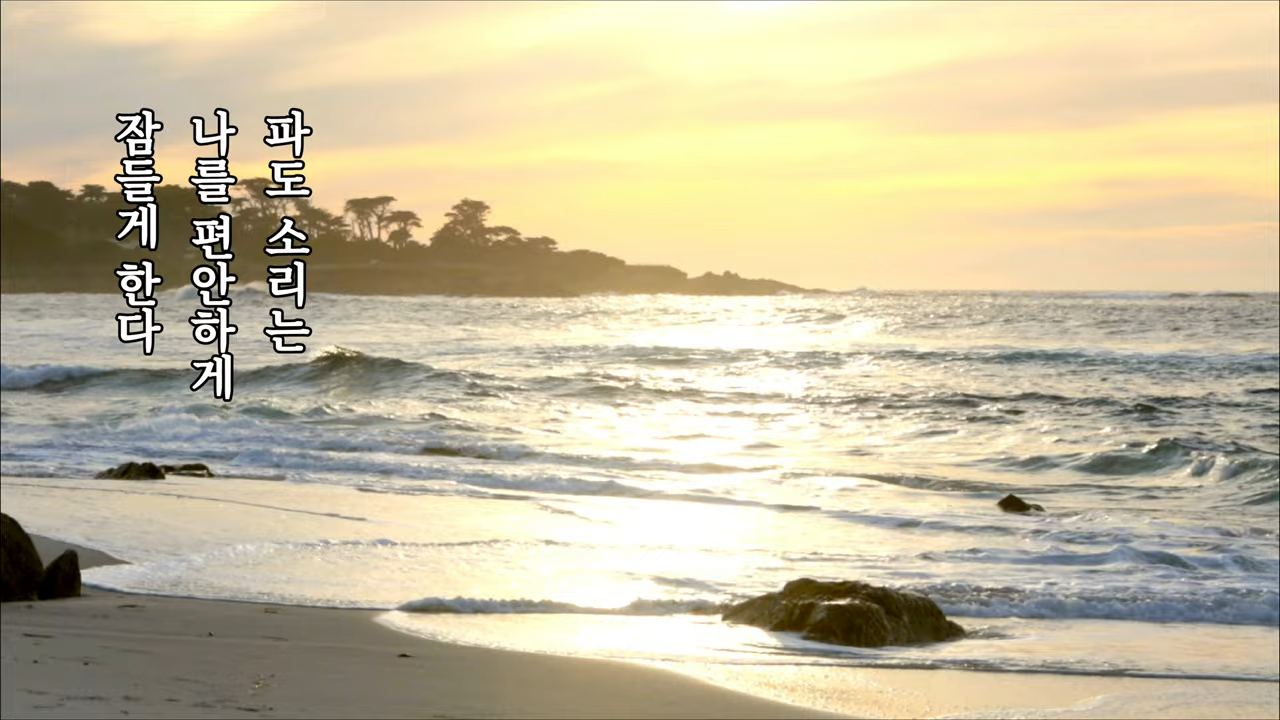 파도 소리는
나를 편안하게
잠들게 한다